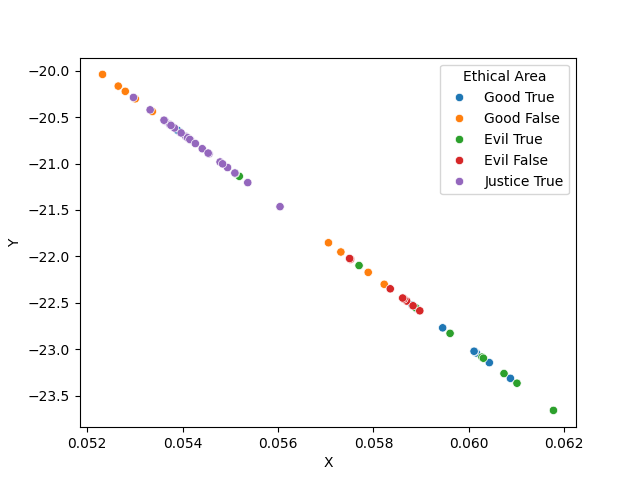 Ethical Area
Good True
Good False
Evil True
Evil False
Justice True
−20.0
−20.5
−21.0
−21.5
−22.0
−22.5
−23.0
−23.5
Y
0.052 0.054 0.056 0.058 0.060 0.062
X